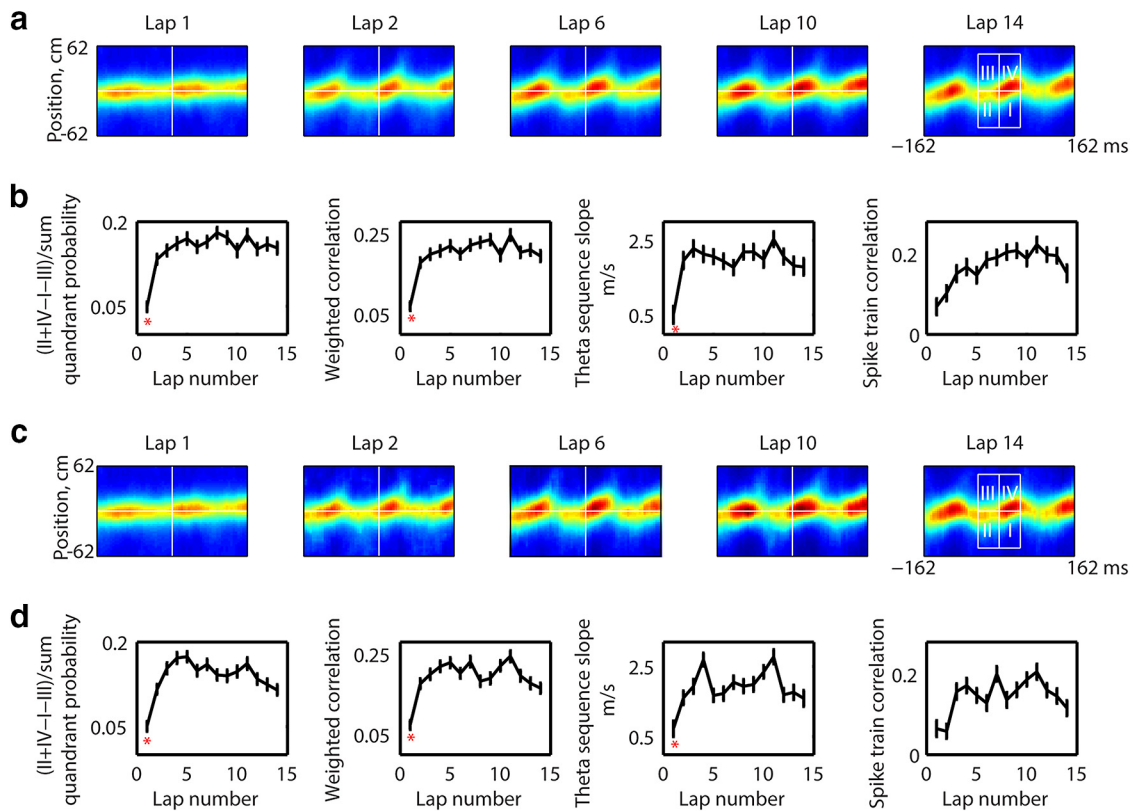 a
Lap 1
Lap 2
Lap 6
Lap 10
Lap 14
Position, cm
62
-62
III
IV
II
I
−162
162 ms
b
(II+IV−I−III)/sum
quandrant probability
0.2
0.05
*
0
5
10
15
Lap number
Weighted correlation
0.25
0.05
*
0
5
10
15
Lap number
Theta sequence slope
m/s
2.5
0.5
*
0
5
10
15
Lap number
Spike train correlation
0.2
0
0
5
10
15
Lap number
c
Lap 1
Lap 2
Lap 6
Lap 10
Lap 14
Position, cm
62
-62
III
IV
II
I
−162
162 ms
d
(II+IV−I−III)/sum
quandrant probability
0.2
0.05
*
0
5
10
15
Lap number
Weighted correlation
0.25
0.05
*
0
5
10
15
Lap number
Theta sequence slope
m/s
2.5
0.5
*
0
5
10
15
Lap number
Spike train correlation
0.2
0
0
5
10
15
Lap number